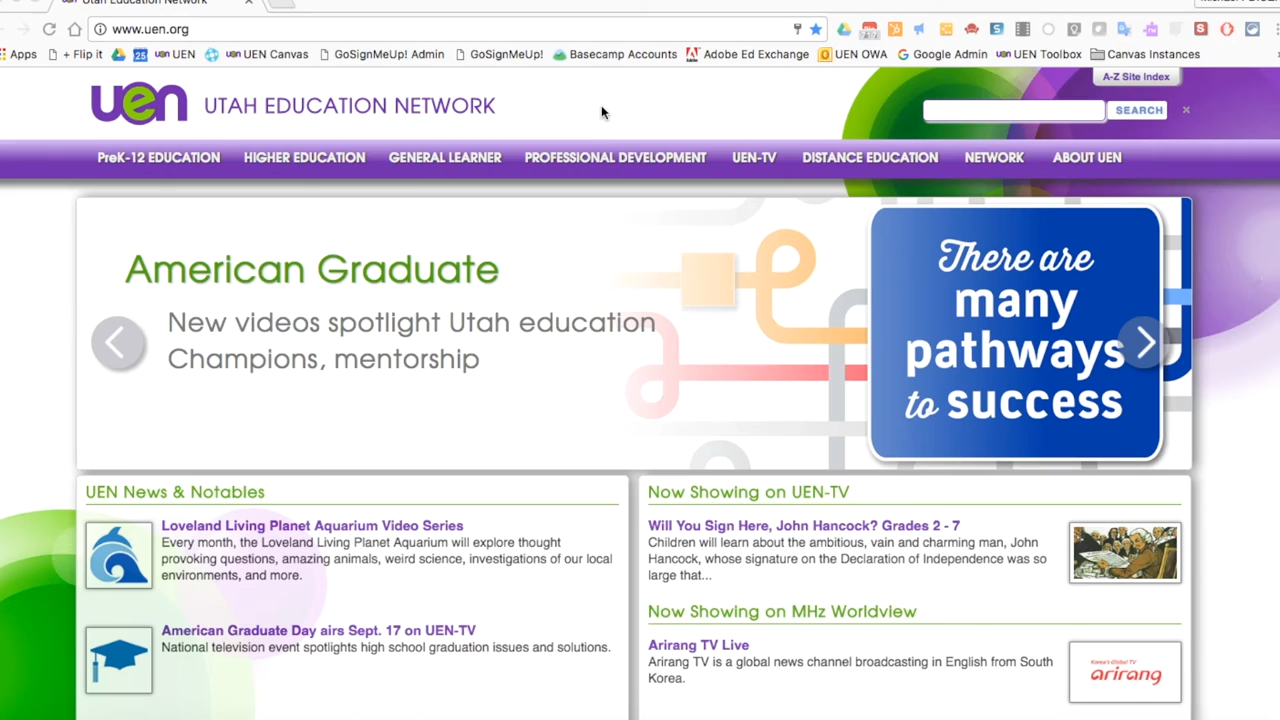 Utah Education Network
www.uen.org
Apps + Flip it 25 UEN UEN Canvas GoSignMeUp! Admin GoSignMeUp! Basecamp Accounts Adobe Ed Exchange UEN OWA Google Admin UEN Toolbox Canvas Instances
A-Z Site Index
uen UTAH EDUCATION NETWORK
SEARCH
PreK-12 EDUCATION HIGHER EDUCATION GENERAL LEARNER PROFESSIONAL DEVELOPMENT UEN-TV DISTANCE EDUCATION NETWORK ABOUT UEN
American Graduate
New videos spotlight Utah education
Champions, mentorship
There are
many
pathways
to success
UEN News & Notables
Loveland Living Planet Aquarium Video Series
Every month, the Loveland Living Planet Aquarium will explore thought
provoking questions, amazing animals, weird science, investigations of our local
environments, and more.
American Graduate Day airs Sept. 17 on UEN-TV
National television event spotlights high school graduation issues and solutions.
Now Showing on UEN-TV
Will You Sign Here, John Hancock? Grades 2 - 7
Children will learn about the ambitious, vain and charming man, John
Hancock, whose signature on the Declaration of Independence was so
large that...
Now Showing on MHz Worldview
Arirang TV Live
Arirang TV is a global news channel broadcasting in English from South
Korea.
Korea's Global TV
arirang